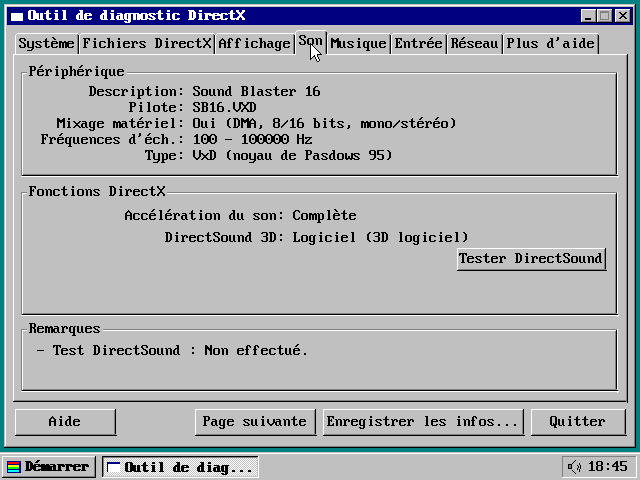 Outil de diagnostic DirectX
Système Fichiers DirectX Affichage Son Musique Entrée Réseau Plus d'aide
Périphérique
Description: Sound Blaster 16
Pilote: SB16.VXD
Mixage matériel: Oui (DMA, 8/16 bits, mono/stéréo)
Fréquences d'éch.: 100 - 100000 Hz
Type: VxD (noyau de Pasdows 95)
Fonctions DirectX
Accélération du son: Complète
DirectSound 3D: Logiciel (3D logiciel)
Tester DirectSound
Remarques
- Test DirectSound : Non effectué.
Aide Page suivante Enregistrer les infos... Quitter
Démarrer Outil de diag... 18:45